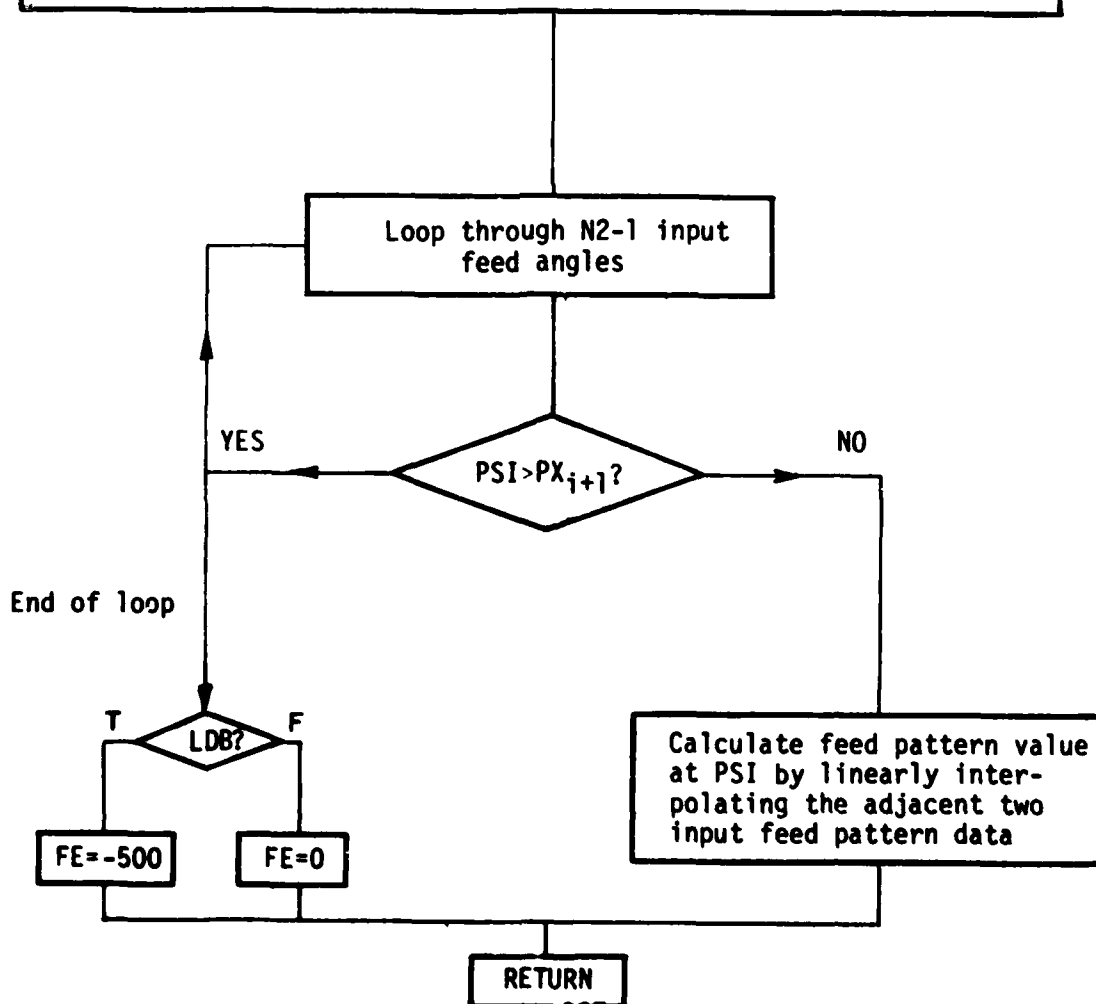 Loop through N2-1 input
feed angles
YES
NO
PSI>PX_{i+1}?
End of loop
T
F
LDB?
Calculate feed pattern value
at PSI by linearly inter-
polating the adjacent two
input feed pattern data
FE=-500
FE=0
RETURN